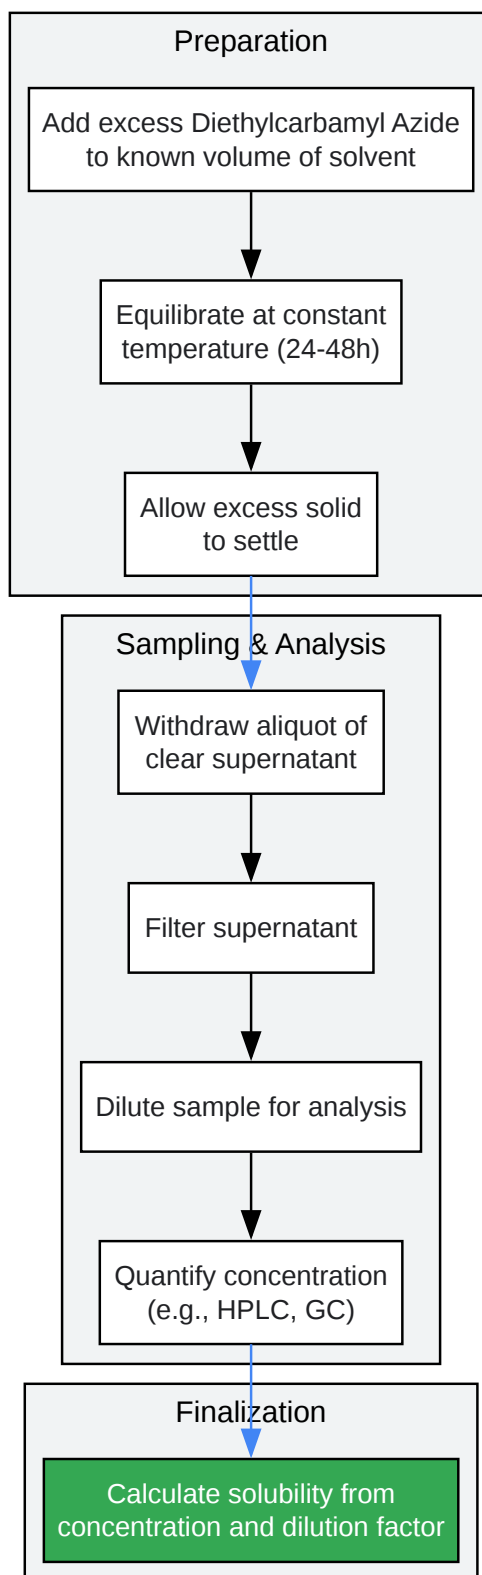 Preparation
Add excess Diethylcarbamyl Azide
to known volume of solvent
Equilibrate at constant
temperature (24-48h)
Allow excess solid
to settle
Sampling & Analysis
Withdraw aliquot of
clear supernatant
Filter supernatant
Dilute sample for analysis
Quantify concentration
(e.g., HPLC, GC)
Finalization
Calculate solubility from
concentration and dilution factor